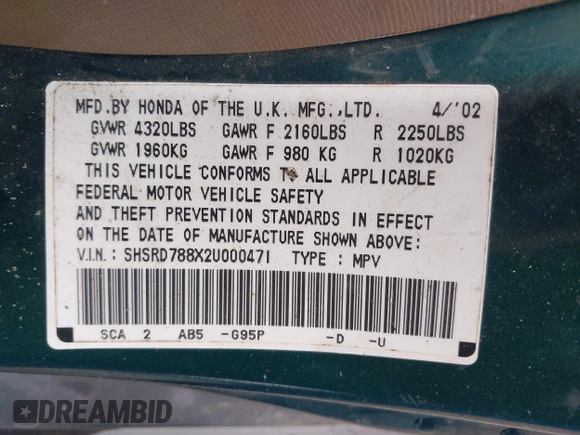 MFD.BY HONDA OF THE U.K. MFG.,LTD. 4/'02
GVWR 4320LBS GAWR F 2160LBS R 2250LBS
GVWR 1960KG GAWR F 980 KG R 1020KG
THIS VEHICLE CONFORMS TO ALL APPLICABLE
FEDERAL MOTOR VEHICLE SAFETY
AND THEFT PREVENTION STANDARDS IN EFFECT
ON THE DATE OF MANUFACTURE SHOWN ABOVE:
V.I.N.: SHSRD788X2U000471 TYPE : MPV
SCA 2 AB5 -G95P -D -U
DREAMBID